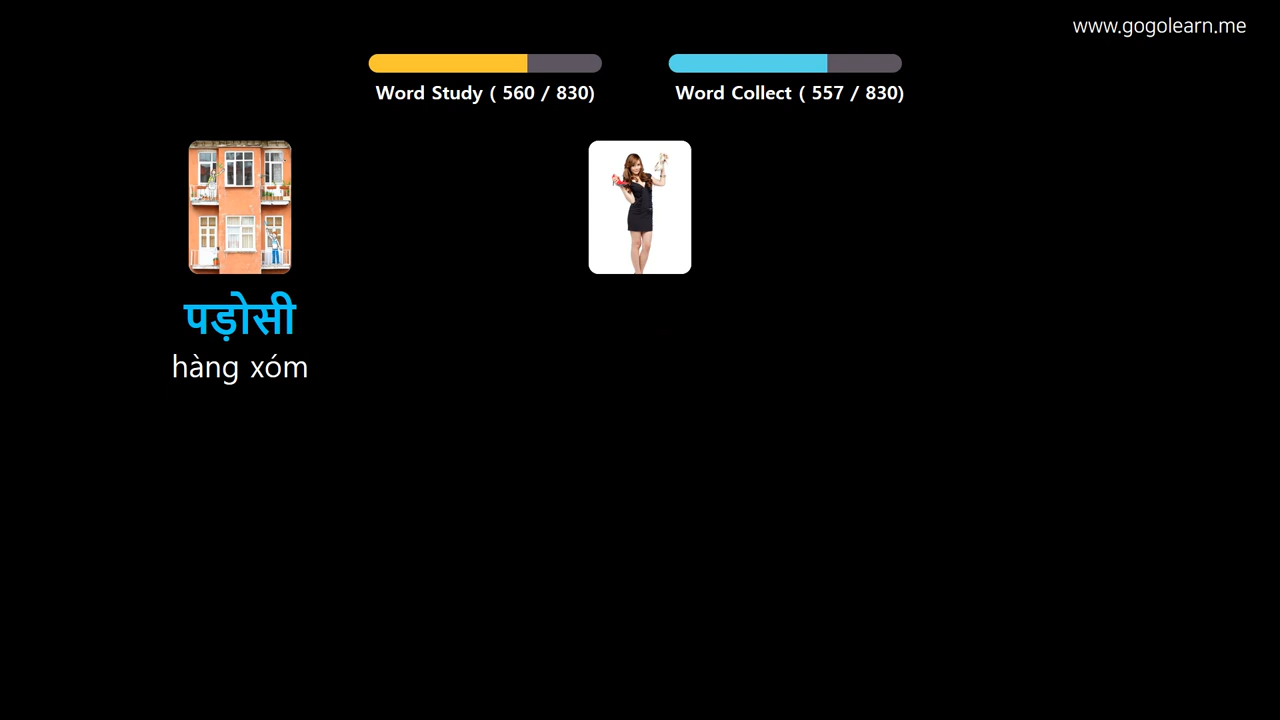 www.gogolearn.me
Word Study ( 560 / 830)
Word Collect ( 557 / 830)
पड़ोसी
hàng xóm